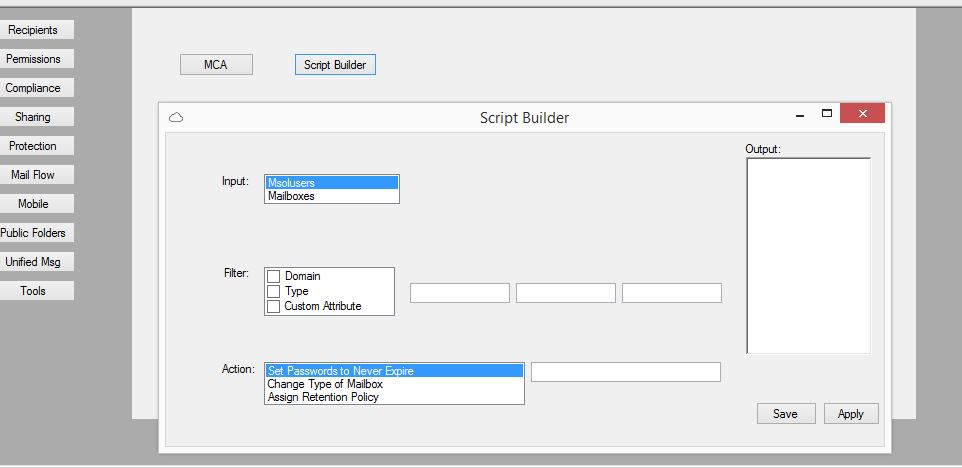 Recipients
Permissions
Compliance
Sharing
Protection
Mail Flow
Mobile
Public Folders
Unified Msg
Tools
MCA
Script Builder
Script Builder
Output:
Input:
Msolusers
Mailboxes
Filter:
Domain
Type
Custom Attribute
Action:
Set Passwords to Never Expire
Change Type of Mailbox
Assign Retention Policy
Save
Apply